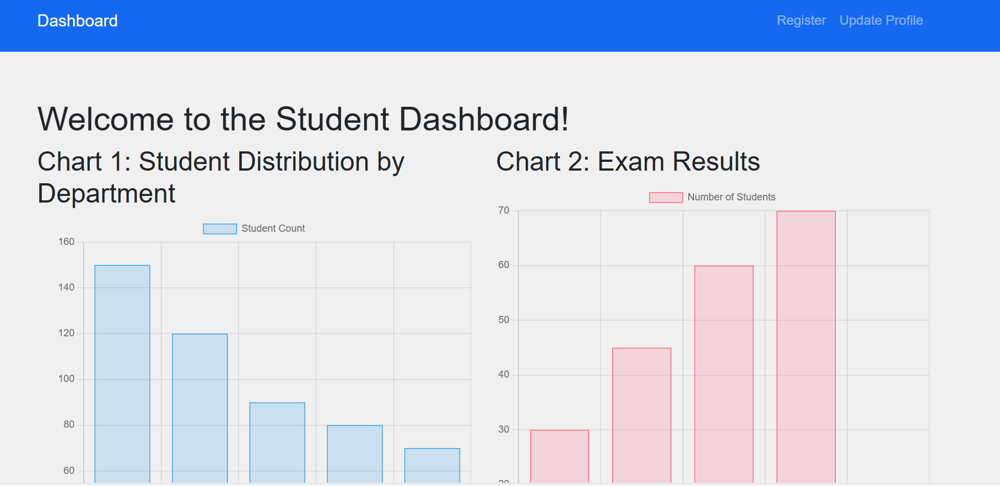 Dashboard
Register Update Profile
Welcome to the Student Dashboard!
Chart 1: Student Distribution by
Department
Student Count
160
140
120
100
80
60
Chart 2: Exam Results
Number of Students
70
60
50
40
30